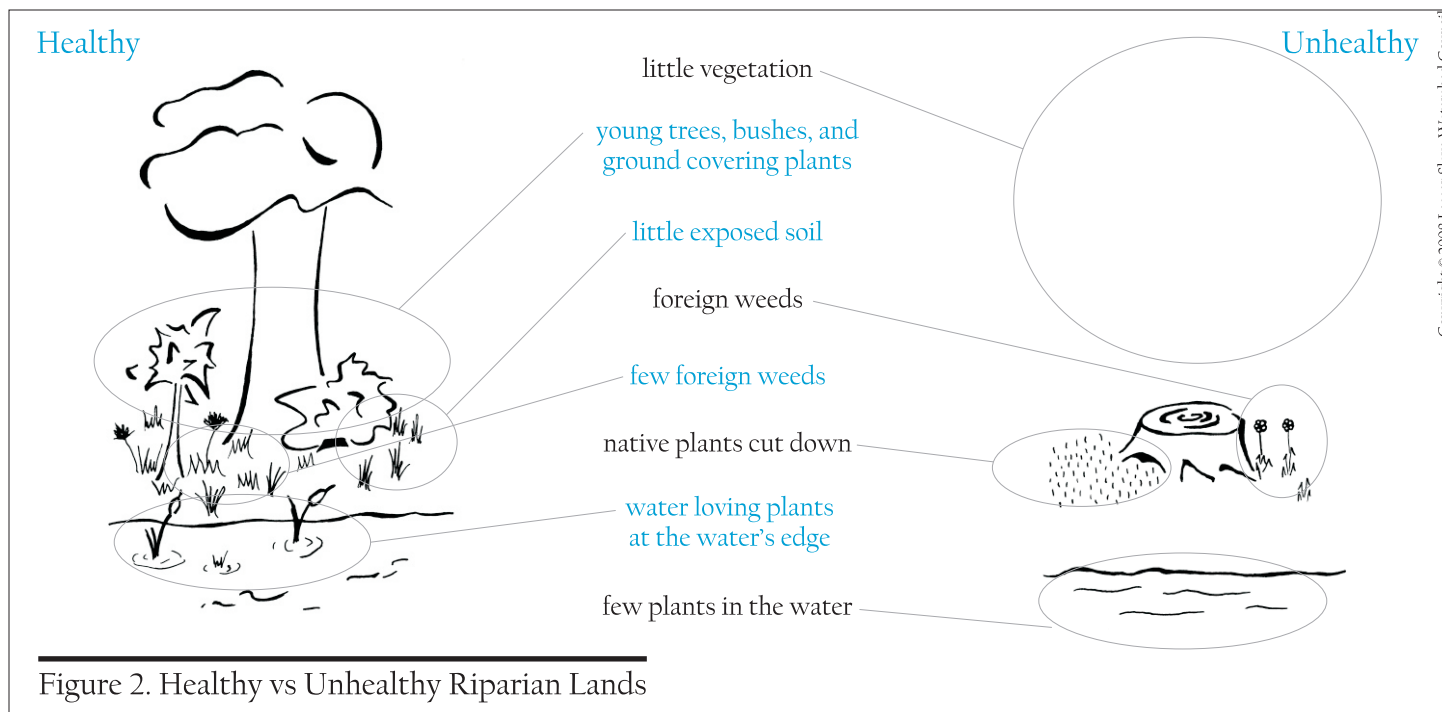 Healthy
Unhealthy
little vegetation
young trees, bushes, and
ground covering plants
little exposed soil
foreign weeds
few foreign weeds
native plants cut down
water loving plants
at the water's edge
few plants in the water
Figure 2. Healthy vs Unhealthy Riparian Lands